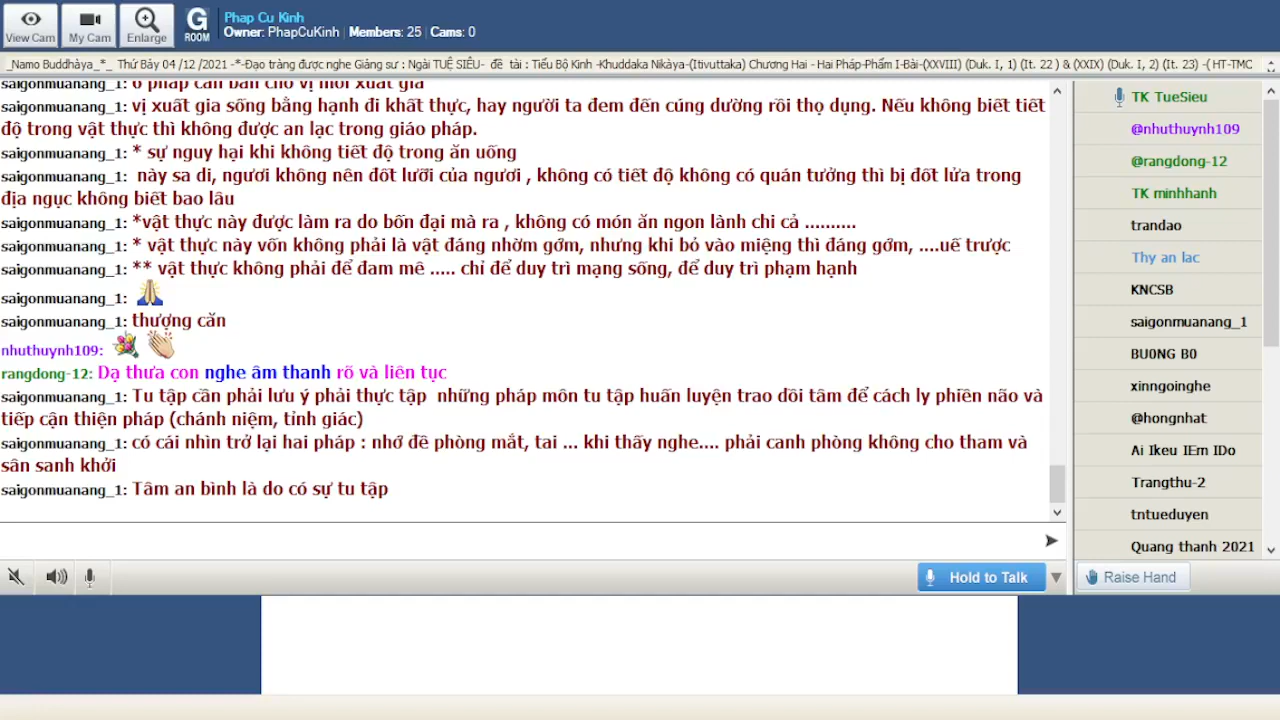 View Cam
My Cam
Enlarge
G
ROOM
Phap Cu Kinh
Owner: PhapCuKinh | Members: 25 | Cams: 0
_Namo Buddhàya_*_ Thứ Bảy 04 /12 /2021 -*-Đạo tràng được nghe Giảng sư : Ngài TUỆ SIÊU- đề tài : Tiểu Bộ Kinh -Khuddaka Nikàya-(Itivuttaka) Chương Hai - Hai Pháp-Phẩm I-Bài-(XXVIII) (Duk. I, 1) (It. 22 ) & (XXIX) (Duk. I, 2) (It. 23) -( HT-TMC
saigonmuanang_1: 6 pháp căn bản cho vị mới xuất gia
saigonmuanang_1: vị xuất gia sống bằng hạnh đi khất thực, hay người ta đem đến cúng dường rồi thọ dụng. Nếu không biết tiết
độ trong vật thực thì không được an lạc trong giáo pháp.
saigonmuanang_1: * sự nguy hại khi không tiết độ trong ăn uống
saigonmuanang_1: này sa di, ngươi không nên đốt lưỡi của ngươi , không có tiết độ không có quán tưởng thì bị đốt lửa trong
địa ngục không biết bao lâu
saigonmuanang_1: *vật thực này được làm ra do bốn đại mà ra , không có món ăn ngon lành chi cả ..........
saigonmuanang_1: * vật thực này vốn không phải là vật đáng nhờm gớm, nhưng khi bỏ vào miệng thì đáng gớm, ....uế trược
saigonmuanang_1: ** vật thực không phải để đam mê ..... chỉ để duy trì mạng sống, để duy trì phạm hạnh
saigonmuanang_1:
saigonmuanang_1: thượng căn
nhuthuynh109:
rangdong-12: Dạ thưa con nghe âm thanh rõ và liên tục
saigonmuanang_1: Tu tập cần phải lưu ý phải thực tập những pháp môn tu tập huấn luyện trao dồi tâm để cách ly phiền não và
tiếp cận thiện pháp (chánh niệm, tỉnh giác)
saigonmuanang_1: có cái nhìn trở lại hai pháp : nhớ đề phòng mắt, tai ... khi thấy nghe.... phải canh phòng không cho tham và
sân sanh khởi
saigonmuanang_1: Tâm an bình là do có sự tu tập
Hold to Talk
TK TueSieu
@nhuthuynh109
@rangdong-12
TK minhhanh
trandao
Thy an lac
KNCSB
saigonmuanang_1
BU0NG B0
xinngoinghe
@hongnhat
Ai Ikeu IEm IDo
Trangthu-2
tntueduyen
Quang thanh 2021
Raise Hand